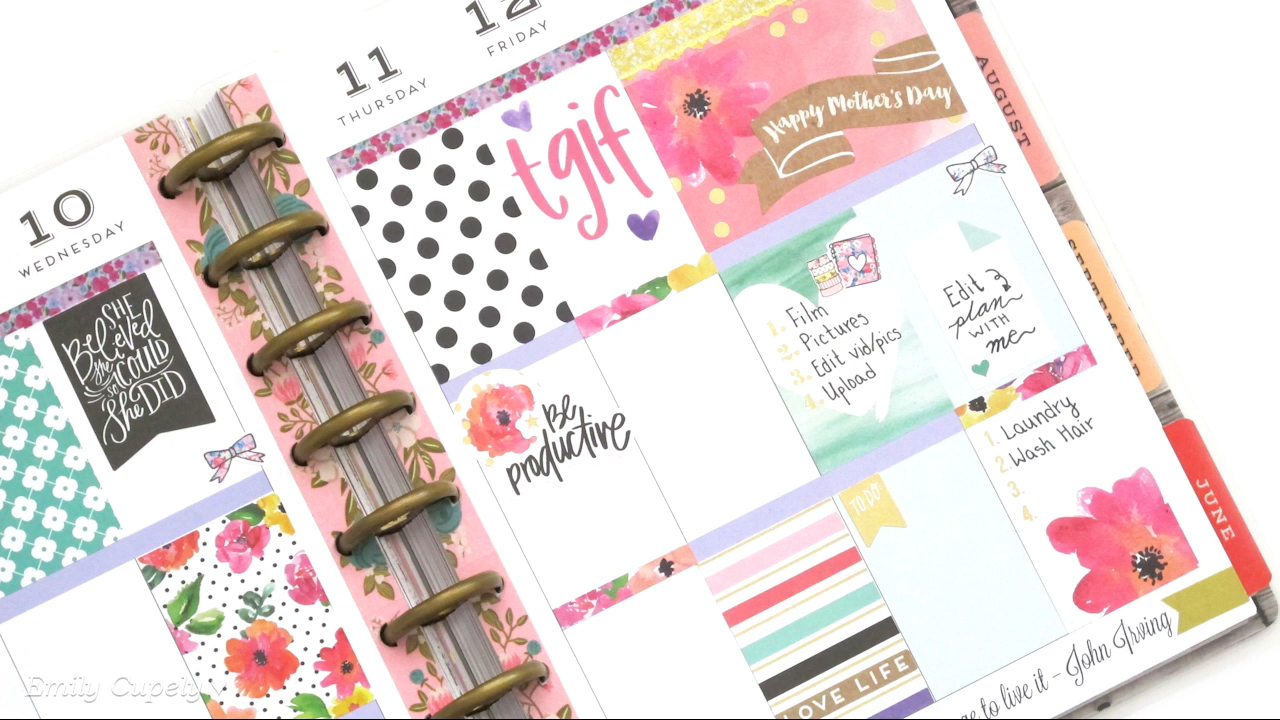 10
WEDNESDAY
SHE
BELIEVED
she
COULD
so
She DID
11
THURSDAY
12
FRIDAY
tgif
Be
productive
Happy Mother's Day
1. Film
2. Pictures
3. Edit vid/pics
4. Upload
Edit
plan
WITH
me
1. Laundry
2. Wash Hair
3.
4.
TO DO
LOVE LIFE
to live it - John Irving
AUGUST
SEPTEMBER
JUNE
Emily Cupely